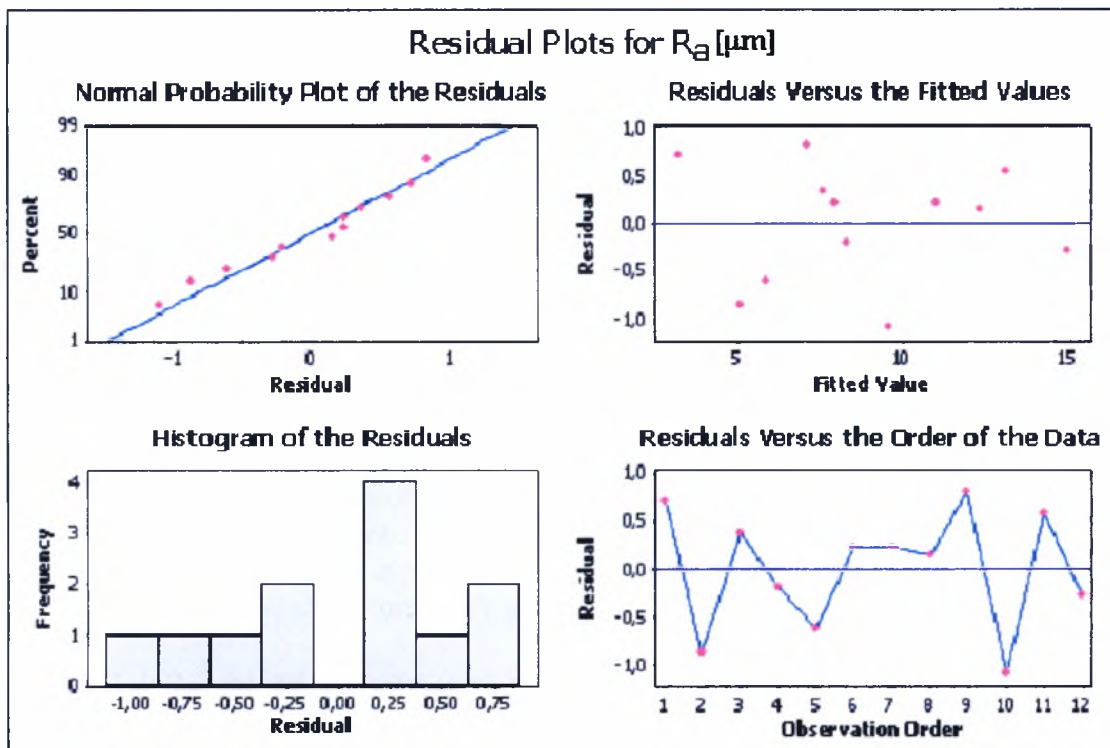 Residual Plots for Ra [μm]
Normal Probability Plot of the Residuals
99
90
50
10
1
Percent
-1 0 1
Residual
Residuals Versus the Fitted Values
1,0
0,5
0,0
-0,5
-1,0
Residual
5 10 15
Fitted Value
Histogram of the Residuals
4
3
2
1
0
Frequency
-1,00 -0,75 -0,50 -0,25 0,00 0,25 0,50 0,75
Residual
Residuals Versus the Order of the Data
1,0
0,5
0,0
-0,5
-1,0
Residual
1 2 3 4 5 6 7 8 9 10 11 12
Observation Order